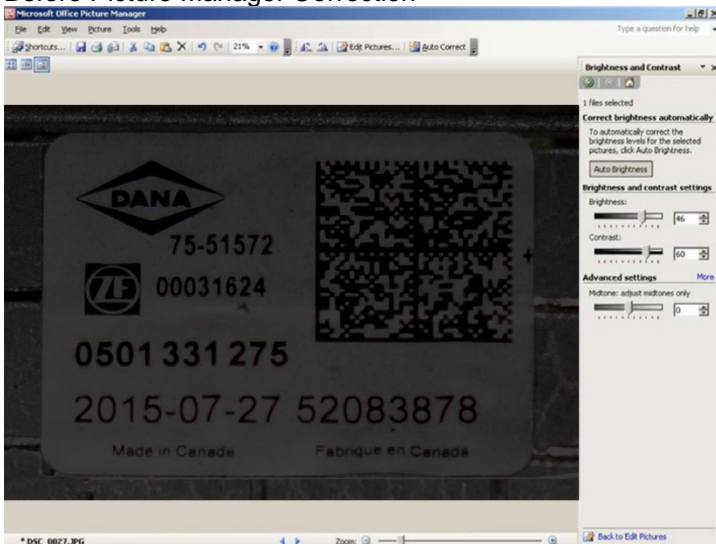 Before Picture Manager Correction
Microsoft Office Picture Manager
File Edit View Picture Tools Help
Type a question for help
Shortcuts... 21% Edit Pictures... Auto Correct
Brightness and Contrast
1 files selected
Correct brightness automatically
To automatically correct the
brightness levels for the selected
pictures, click Auto Brightness.
Auto Brightness
Brightness and contrast settings
Brightness:
46
Contrast:
60
Advanced settings More
Midtone: adjust midtones only
0
DANA
75-51572
ZF 00031624
0501 331 275
2015-07-27 52083878
Made in Canada Fabrique en Canada
Back to Edit Pictures
* DSC_0027.JPG Zoom: